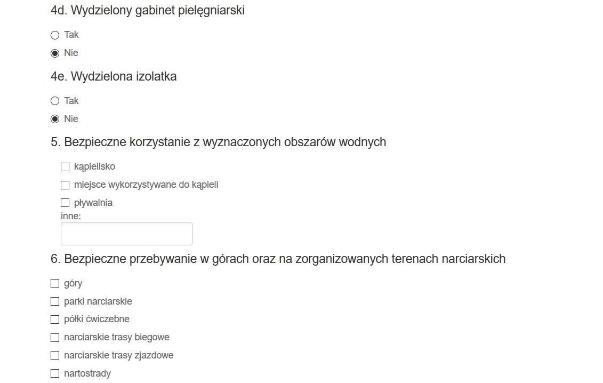 4d. Wydzielony gabinet pielęgniarski
Tak
Nie
4e. Wydzielona izolatka
Tak
Nie
5. Bezpieczne korzystanie z wyznaczonych obszarów wodnych
kąpielisko
miejsce wykorzystywane do kąpieli
pływalnia
inne:
6. Bezpieczne przebywanie w górach oraz na zorganizowanych terenach narciarskich
góry
parki narciarskie
półki ćwiczebne
narciarskie trasy biegowe
narciarskie trasy zjazdowe
nartostrady